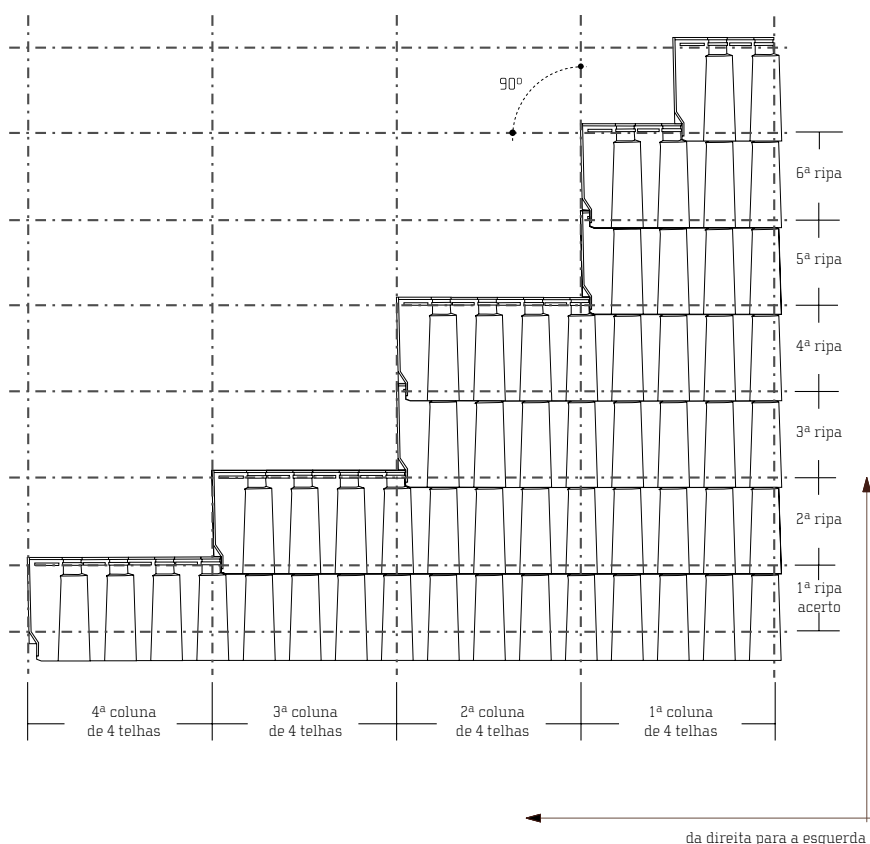 90º
6ª ripa
5ª ripa
4ª ripa
3ª ripa
2ª ripa
1ª ripa
acerto
4ª coluna
de 4 telhas
3ª coluna
de 4 telhas
2ª coluna
de 4 telhas
1ª coluna
de 4 telhas
da direita para a esquerda